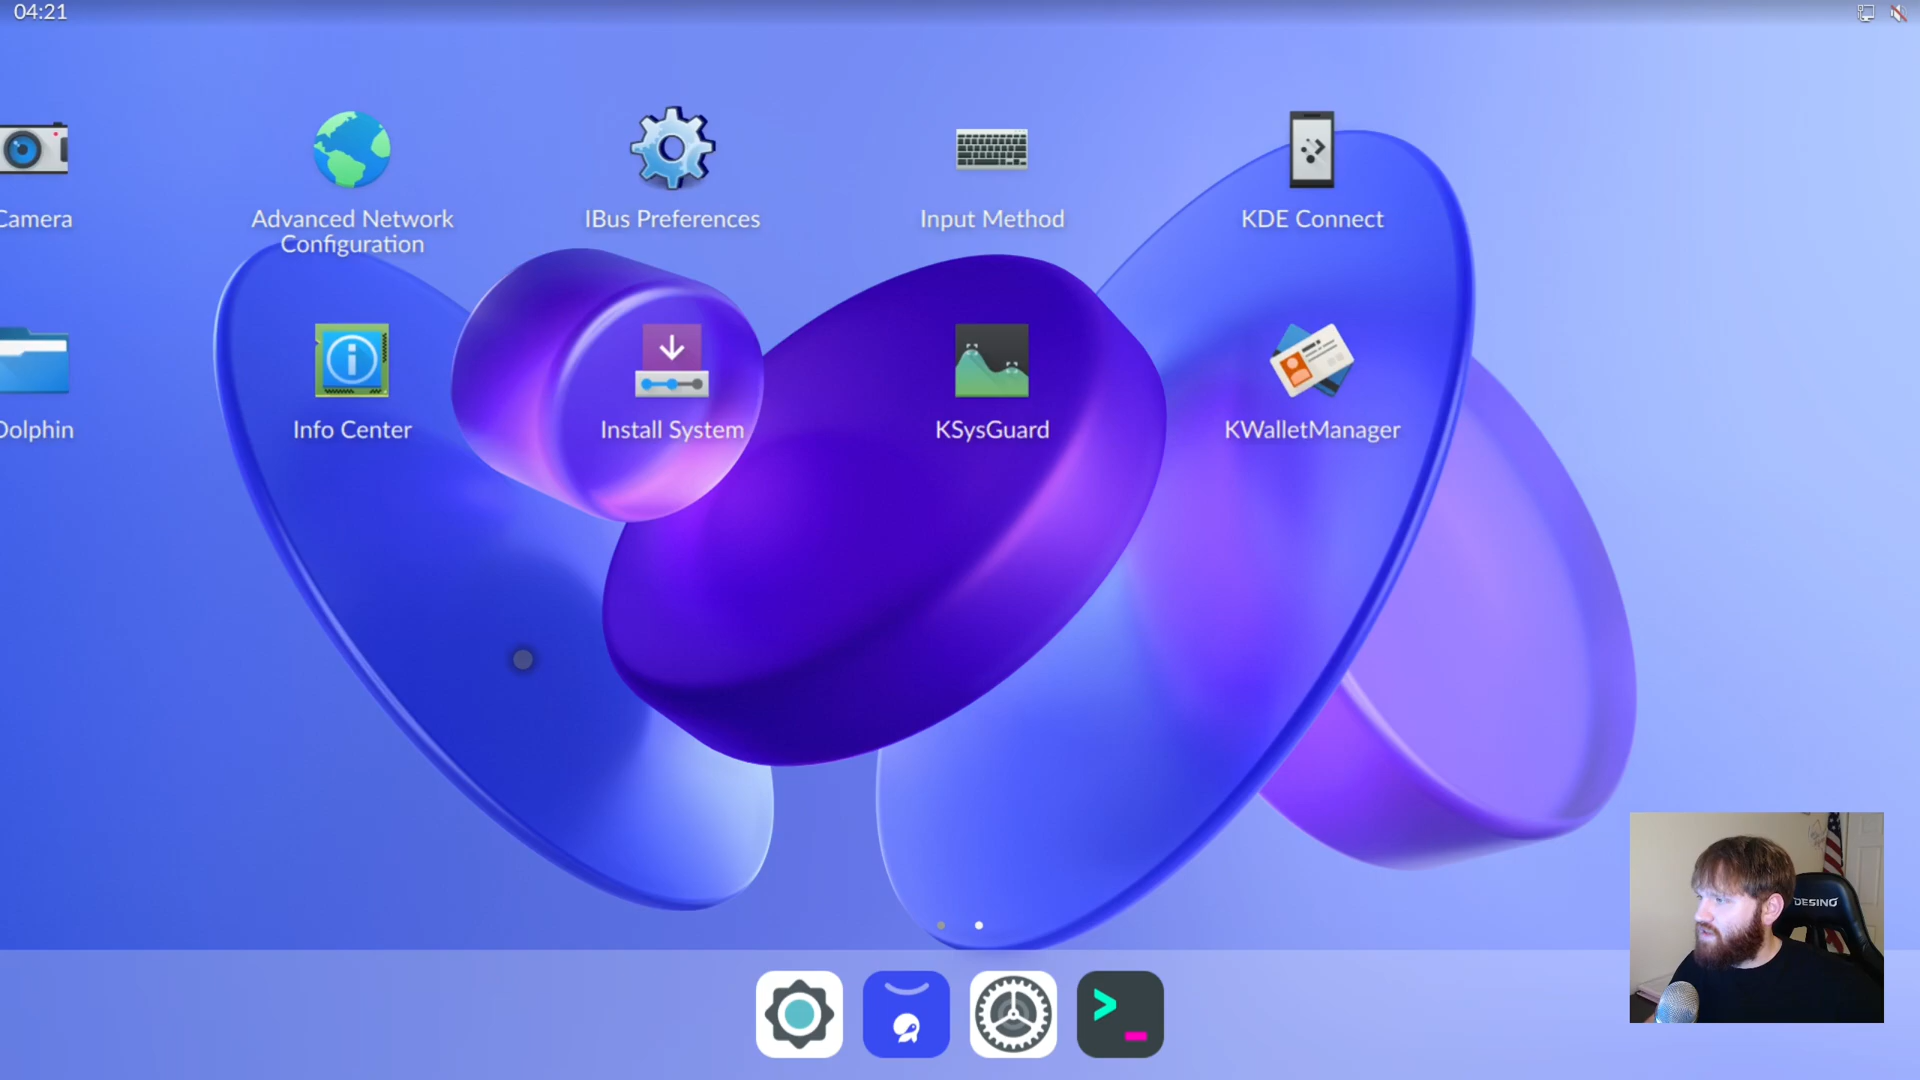 04:21
Camera
Advanced Network
Configuration
IBus Preferences
Input Method
KDE Connect
Dolphin
Info Center
Install System
KSysGuard
KWalletManager
DESINO